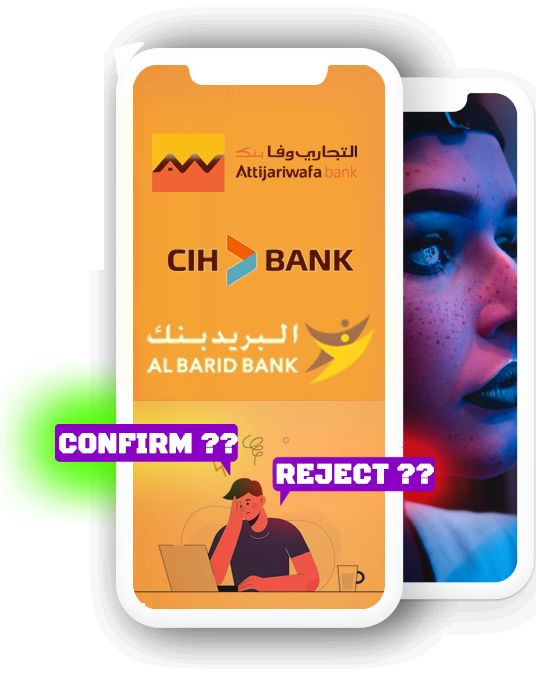 التجاري وفا بنك
Attijariwafa bank
CIH BANK
البريد بنك
AL BARID BANK
CONFIRM ??
REJECT ??